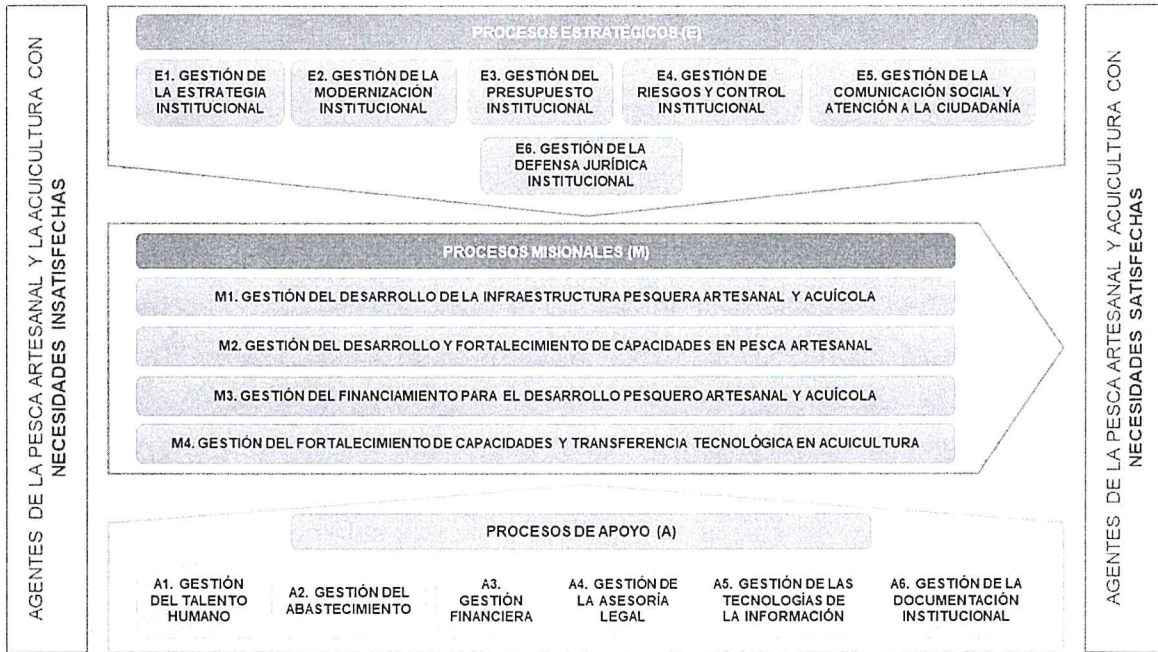 AGENTES DE LA PESCA ARTESANAL Y LA ACUICULTURA CON
NECESIDADES INSATISFECHAS
PROCESOS ESTRATEGICOS (E)
E1. GESTIÓN DE
LA ESTRATEGIA
INSTITUCIONAL
E2. GESTIÓN DE LA
MODERNIZACIÓN
INSTITUCIONAL
E3. GESTIÓN DEL
PRESUPUESTO
INSTITUCIONAL
E4. GESTIÓN DE
RIESGOS Y CONTROL
INSTITUCIONAL
E5. GESTIÓN DE LA
COMUNICACIÓN SOCIAL Y
ATENCIÓN A LA CIUDADANÍA
E6. GESTIÓN DE LA
DEFENSA JURÍDICA
INSTITUCIONAL
PROCESOS MISIONALES (M)
M1. GESTIÓN DEL DESARROLLO DE LA INFRAESTRUCTURA PESQUERA ARTESANAL Y ACUÍCOLA
M2. GESTIÓN DEL DESARROLLO Y FORTALECIMIENTO DE CAPACIDADES EN PESCA ARTESANAL
M3. GESTIÓN DEL FINANCIAMIENTO PARA EL DESARROLLO PESQUERO ARTESANAL Y ACUÍCOLA
M4. GESTIÓN DEL FORTALECIMIENTO DE CAPACIDADES Y TRANSFERENCIA TECNOLÓGICA EN ACUICULTURA
PROCESOS DE APOYO (A)
A1. GESTIÓN
DEL TALENTO
HUMANO
A2. GESTIÓN DEL
ABASTECIMIENTO
A3.
GESTIÓN
FINANCIERA
A4. GESTIÓN DE
LA ASESORÍA
LEGAL
A5. GESTIÓN DE LAS
TECNOLOGÍAS DE
LA INFORMACIÓN
A6. GESTIÓN DE LA
DOCUMENTACIÓN
INSTITUCIONAL
AGENTES DE LA PESCA ARTESANAL Y ACUICULTURA CON
NECESIDADES SATISFECHAS